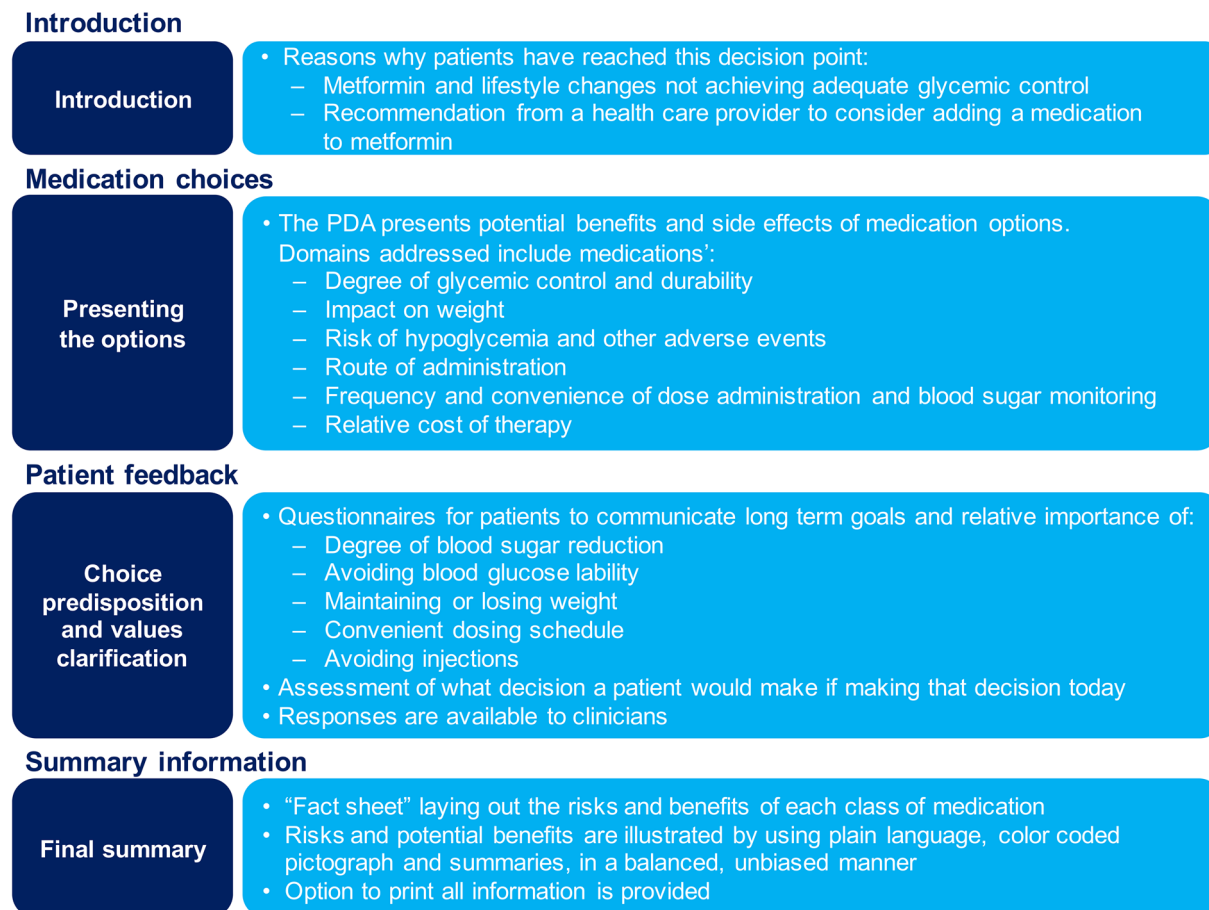 Introduction
Introduction
• Reasons why patients have reached this decision point:
– Metformin and lifestyle changes not achieving adequate glycemic control
– Recommendation from a health care provider to consider adding a medication
to metformin
Medication choices
Presenting
the options
• The PDA presents potential benefits and side effects of medication options.
Domains addressed include medications’:
– Degree of glycemic control and durability
– Impact on weight
– Risk of hypoglycemia and other adverse events
– Route of administration
– Frequency and convenience of dose administration and blood sugar monitoring
– Relative cost of therapy
Patient feedback
Choice
predisposition
and values
clarification
• Questionnaires for patients to communicate long term goals and relative importance of:
– Degree of blood sugar reduction
– Avoiding blood glucose lability
– Maintaining or losing weight
– Convenient dosing schedule
– Avoiding injections
• Assessment of what decision a patient would make if making that decision today
• Responses are available to clinicians
Summary information
Final summary
• “Fact sheet” laying out the risks and benefits of each class of medication
• Risks and potential benefits are illustrated by using plain language, color coded
pictograph and summaries, in a balanced, unbiased manner
• Option to print all information is provided